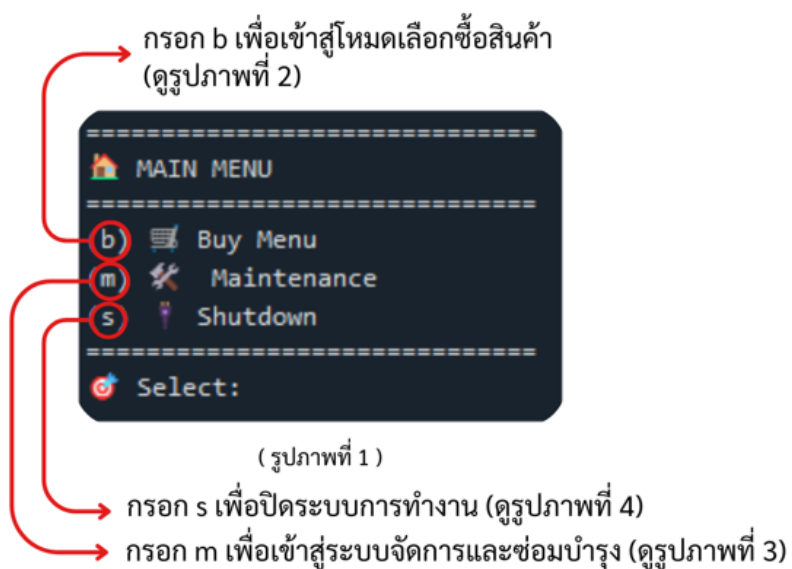 กรอก b เพื่อเข้าสู่โหมดเลือกซื้อสินค้า
(ดูรูปภาพที่ 2)
==============================
🏠 MAIN MENU
==============================
(b) 🛒 Buy Menu
(m) 🛠 Maintenance
(s) 🔌 Shutdown
==============================
🎯 Select:
( รูปภาพที่ 1 )
กรอก s เพื่อปิดระบบการทำงาน (ดูรูปภาพที่ 4)
กรอก m เพื่อเข้าสู่ระบบจัดการและซ่อมบำรุง (ดูรูปภาพที่ 3)